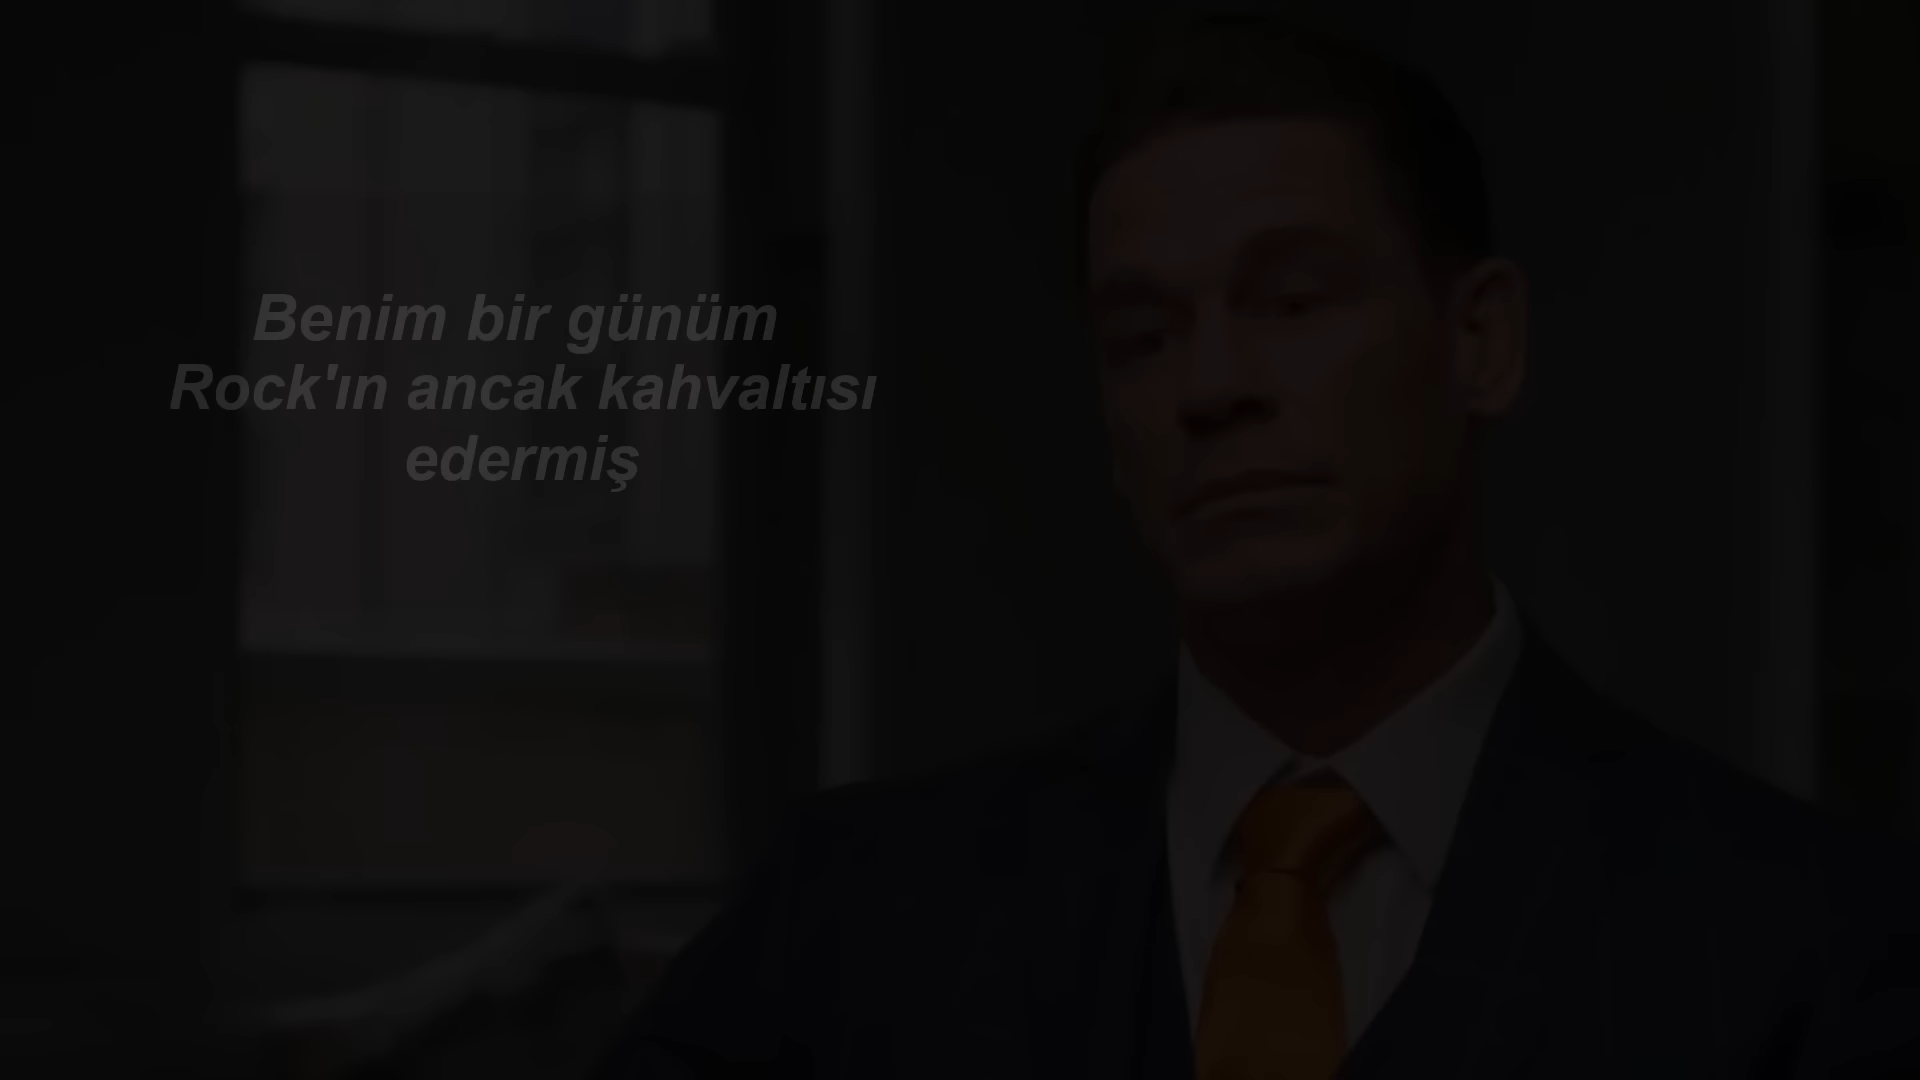 Benim bir günüm
Rock'ın ancak kahvaltısı
edermiş